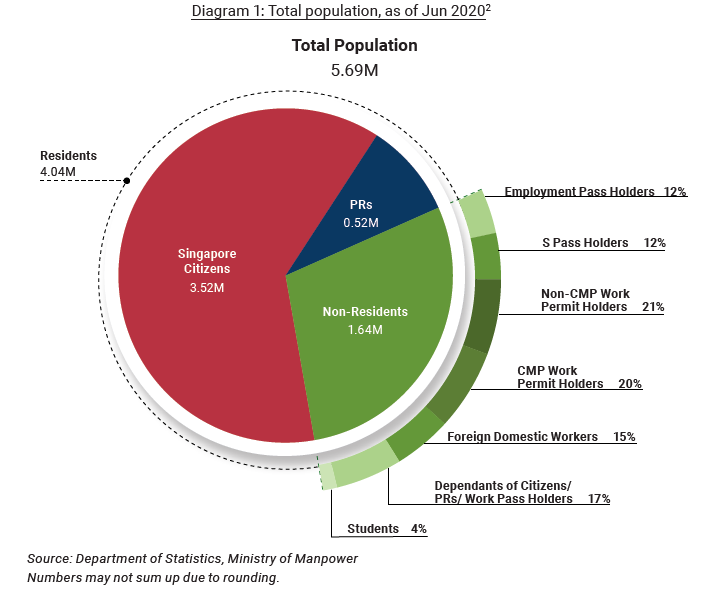 Diagram 1: Total population, as of Jun 2020²
Total Population
5.69M
Residents
4.04M
PRs
0.52M
Singapore
Citizens
3.52M
Non-Residents
1.64M
Employment Pass Holders 12%
S Pass Holders 12%
Non-CMP Work
Permit Holders 21%
CMP Work
Permit Holders 20%
Foreign Domestic Workers 15%
Dependants of Citizens/
PRs/ Work Pass Holders 17%
Students 4%
Source: Department of Statistics, Ministry of Manpower
Numbers may not sum up due to rounding.